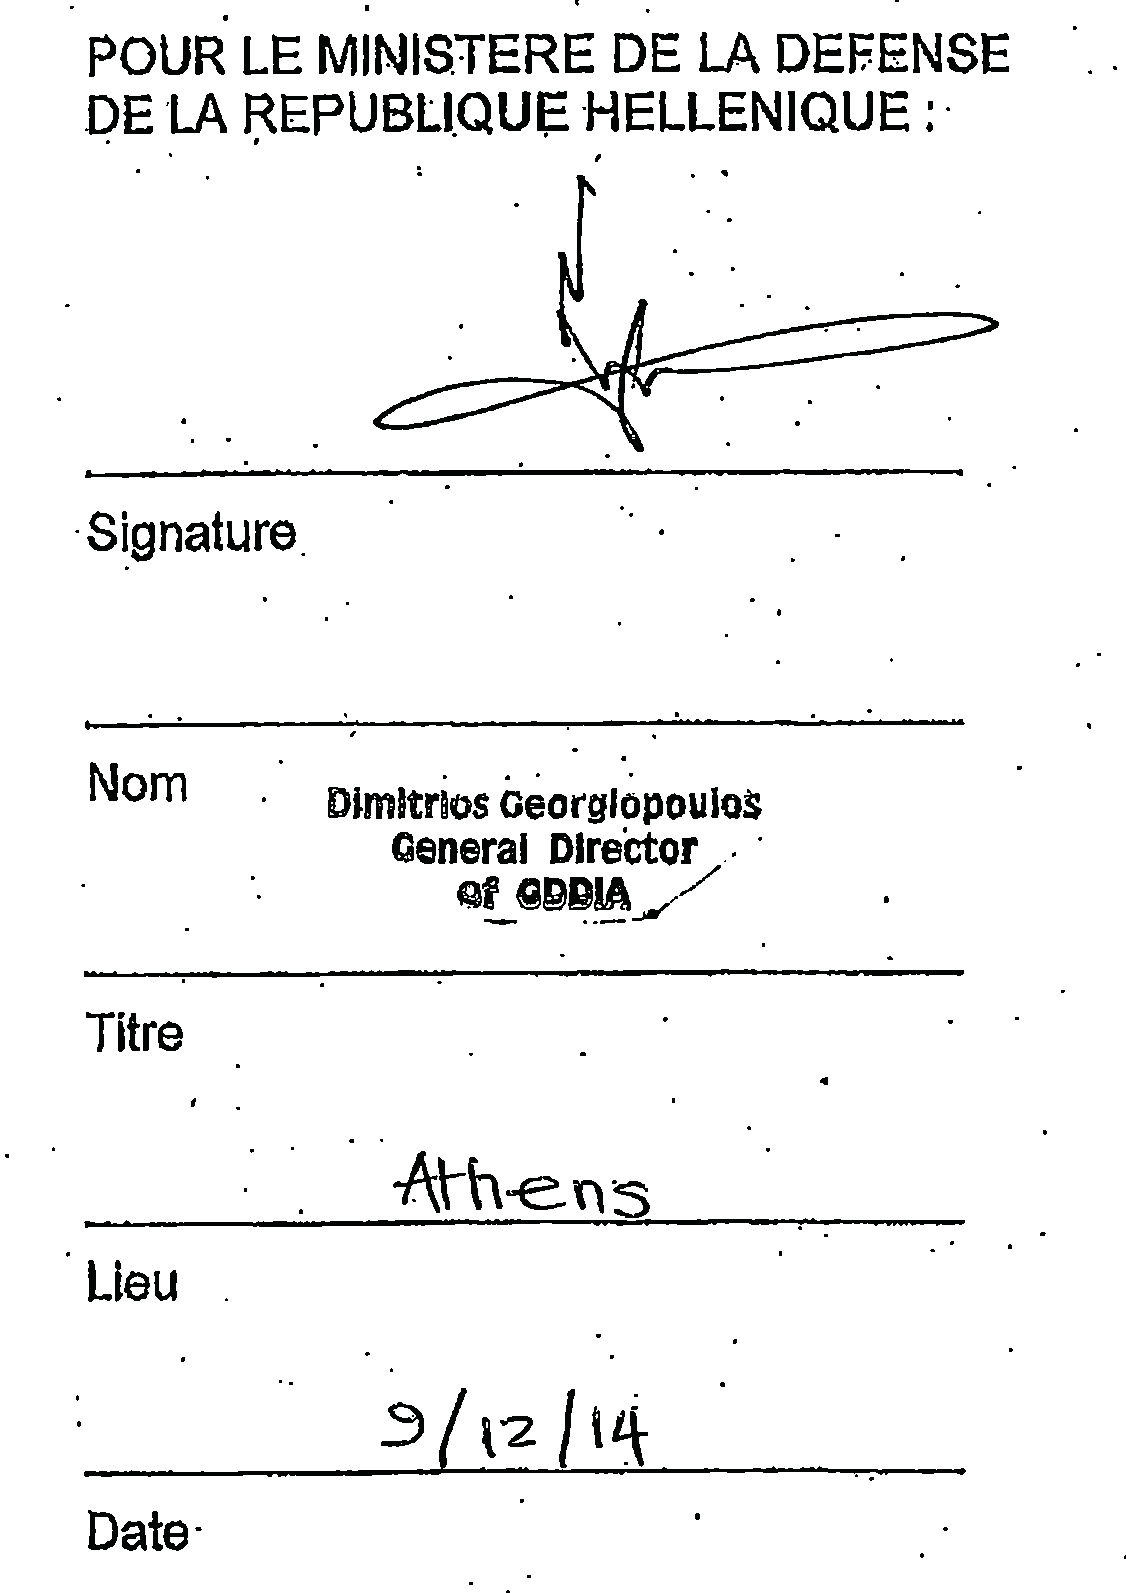 POUR LE MINISTERE DE LA DEFENSE
DE LA REPUBLIQUE HELLENIQUE :
Signature
Nom
Dimitrios Georgiopoulos
General Director
of GDDIA
Titre
Athens
Lieu
9/12/14
Date